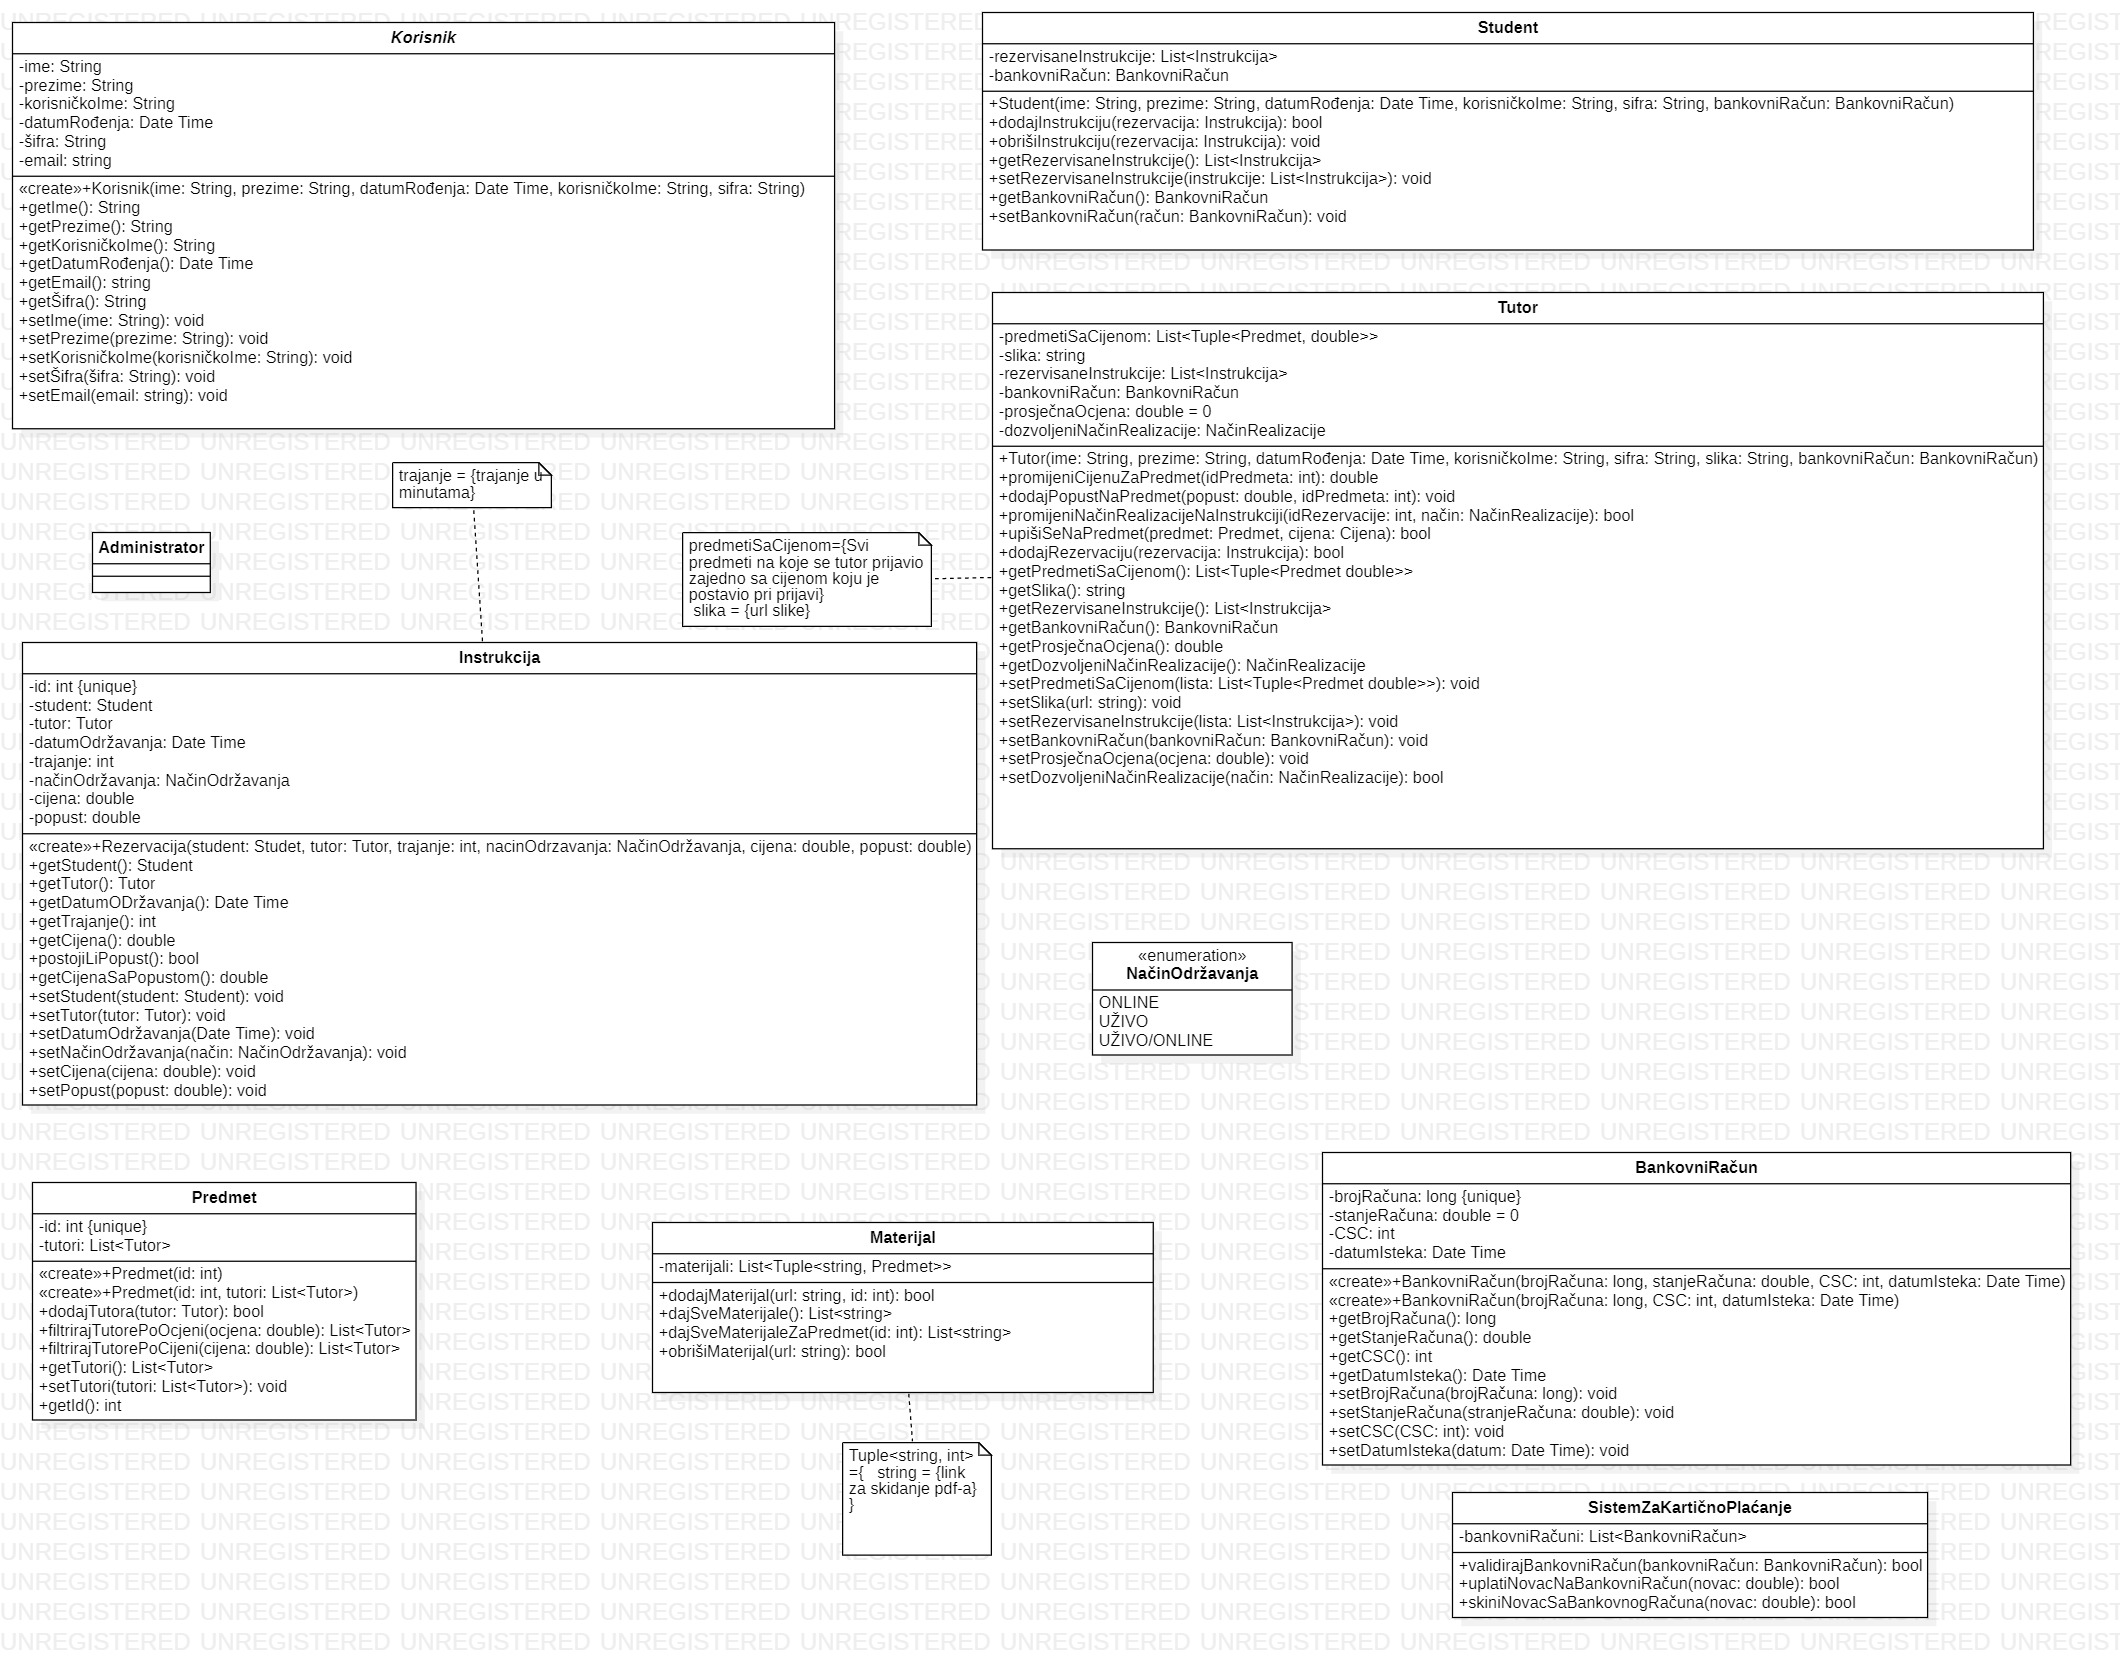 Korisnik
-ime: String
-prezime: String
-korisničkoIme: String
-datumRođenja: Date Time
-šifra: String
-email: string
«create»+Korisnik(ime: String, prezime: String, datumRođenja: Date Time, korisničkoIme: String, sifra: String)
+getIme(): String
+getPrezime(): String
+getKorisničkoIme(): String
+getDatumRođenja(): Date Time
+getEmail(): string
+getŠifra(): String
+setIme(ime: String): void
+setPrezime(prezime: String): void
+setKorisničkoIme(korisničkoIme: String): void
+setŠifra(šifra: String): void
+setEmail(email: string): void
Student
-rezervisaneInstrukcije: List<Instrukcija>
-bankovniRačun: BankovniRačun
+Student(ime: String, prezime: String, datumRođenja: Date Time, korisničkoIme: String, sifra: String, bankovniRačun: BankovniRačun)
+dodajInstrukciju(rezervacija: Instrukcija): bool
+obrišiInstrukciju(rezervacija: Instrukcija): void
+getRezervisaneInstrukcije(): List<Instrukcija>
+setRezervisaneInstrukcije(instrukcije: List<Instrukcija>): void
+getBankovniRačun(): BankovniRačun
+setBankovniRačun(račun: BankovniRačun): void
Tutor
-predmetiSaCijenom: List<Tuple<Predmet, double>>
-slika: string
-rezervisaneInstrukcije: List<Instrukcija>
-bankovniRačun: BankovniRačun
-prosječnaOcjena: double = 0
-dozvoljeniNačinRealizacije: NačinRealizacije
+Tutor(ime: String, prezime: String, datumRođenja: Date Time, korisničkoIme: String, sifra: String, slika: String, bankovniRačun: BankovniRačun)
+promijeniCijenuZaPredmet(idPredmeta: int): double
+dodajPopustNaPredmet(popust: double, idPredmeta: int): void
+promijeniNačinRealizacijeNaInstrukciji(idRezervacije: int, način: NačinRealizacije): bool
+upišiSeNaPredmet(predmet: Predmet, cijena: Cijena): bool
+dodajRezervaciju(rezervacija: Instrukcija): bool
+getPredmetiSaCijenom(): List<Tuple<Predmet double>>
+getSlika(): string
+getRezervisaneInstrukcije(): List<Instrukcija>
+getBankovniRačun(): BankovniRačun
+getProsječnaOcjena(): double
+getDozvoljeniNačinRealizacije(): NačinRealizacije
+setPredmetiSaCijenom(lista: List<Tuple<Predmet double>>): void
+setSlika(url: string): void
+setRezervisaneInstrukcije(lista: List<Instrukcija>): void
+setBankovniRačun(bankovniRačun: BankovniRačun): void
+setProsječnaOcjena(ocjena: double): void
+setDozvoljeniNačinRealizacije(način: NačinRealizacije): bool
trajanje = {trajanje u
minutama}
Administrator
predmetiSaCijenom={Svi
predmeti na koje se tutor prijavio
zajedno sa cijenom koju je
postavio pri prijavi}
slika = {url slike}
Instrukcija
-id: int {unique}
-student: Student
-tutor: Tutor
-datumOdržavanja: Date Time
-trajanje: int
-načinOdržavanja: NačinOdržavanja
-cijena: double
-popust: double
«create»+Rezervacija(student: Studet, tutor: Tutor, trajanje: int, nacinOdrzavanja: NačinOdržavanja, cijena: double, popust: double)
+getStudent(): Student
+getTutor(): Tutor
+getDatumODržavanja(): Date Time
+getTrajanje(): int
+getCijena(): double
+postojiLiPopust(): bool
+getCijenaSaPopustom(): double
+setStudent(student: Student): void
+setTutor(tutor: Tutor): void
+setDatumOdržavanja(Date Time): void
+setNačinOdržavanja(način: NačinOdržavanja): void
+setCijena(cijena: double): void
+setPopust(popust: double): void
«enumeration»
NačinOdržavanja
ONLINE
UŽIVO
UŽIVO/ONLINE
Predmet
-id: int {unique}
-tutori: List<Tutor>
«create»+Predmet(id: int)
«create»+Predmet(id: int, tutori: List<Tutor>)
+dodajTutora(tutor: Tutor): bool
+filtrirajTutorePoOcjeni(ocjena: double): List<Tutor>
+filtrirajTutorePoCijeni(cijena: double): List<Tutor>
+getTutori(): List<Tutor>
+setTutori(tutori: List<Tutor>): void
+getId(): int
Materijal
-materijali: List<Tuple<string, Predmet>>
+dodajMaterijal(url: string, id: int): bool
+dajSveMaterijale(): List<string>
+dajSveMaterijaleZaPredmet(id: int): List<string>
+obrišiMaterijal(url: string): bool
Tuple<string, int>
={   string = {link
za skidanje pdf-a}
}
BankovniRačun
-brojRačuna: long {unique}
-stanjeRačuna: double = 0
-CSC: int
-datumIsteka: Date Time
«create»+BankovniRačun(brojRačuna: long, stanjeRačuna: double, CSC: int, datumIsteka: Date Time)
«create»+BankovniRačun(brojRačuna: long, CSC: int, datumIsteka: Date Time)
+getBrojRačuna(): long
+getStanjeRačuna(): double
+getCSC(): int
+getDatumIsteka(): Date Time
+setBrojRačuna(brojRačuna: long): void
+setStanjeRačuna(stranjeRačuna: double): void
+setCSC(CSC: int): void
+setDatumIsteka(datum: Date Time): void
SistemZaKartičnoPlaćanje
-bankovniRačuni: List<BankovniRačun>
+validirajBankovniRačun(bankovniRačun: BankovniRačun): bool
+uplatiNovacNaBankovniRačun(novac: double): bool
+skiniNovacSaBankovnogRačuna(novac: double): bool